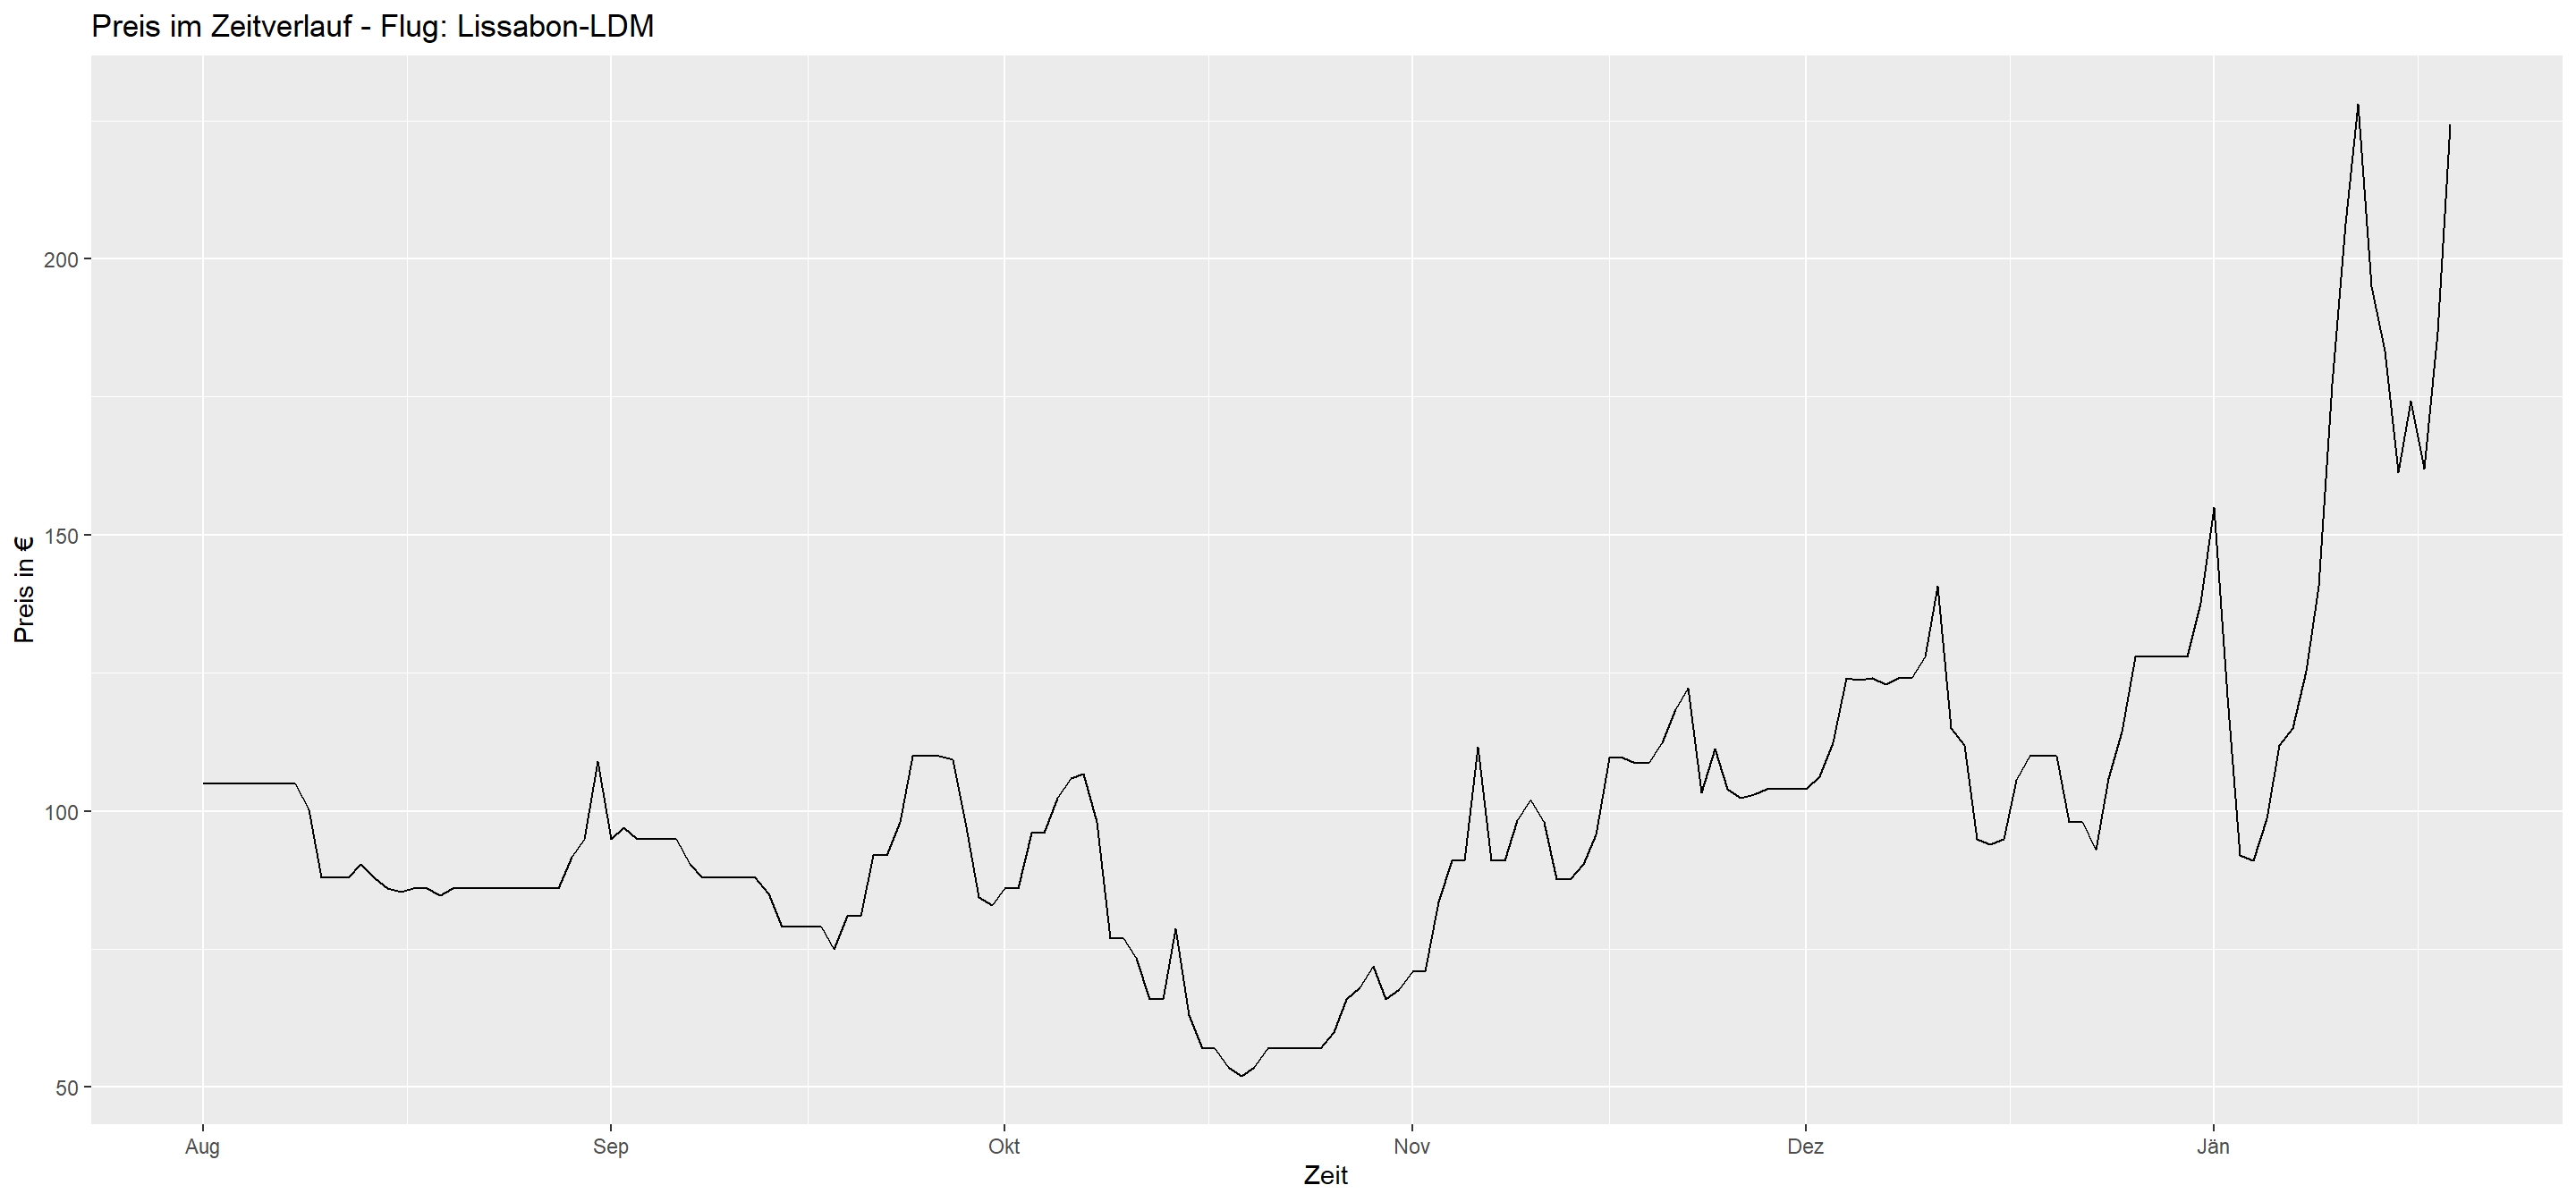 Preis im Zeitverlauf - Flug: Lissabon-LDM
Preis in €
200
150
100
50
Aug Sep Okt Nov Dez Jän
Zeit